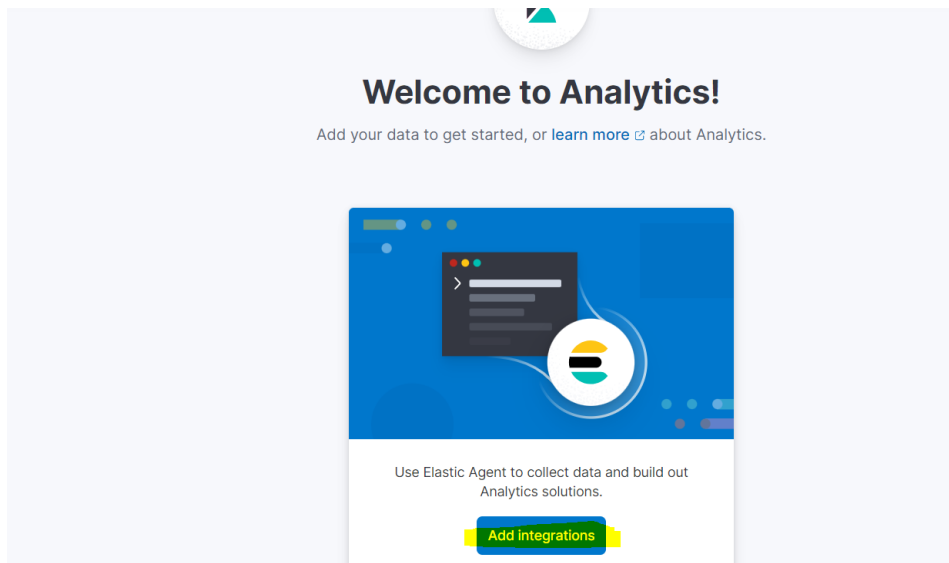 Welcome to Analytics!
Add your data to get started, or learn more about Analytics.
Use Elastic Agent to collect data and build out
Analytics solutions.
Add integrations